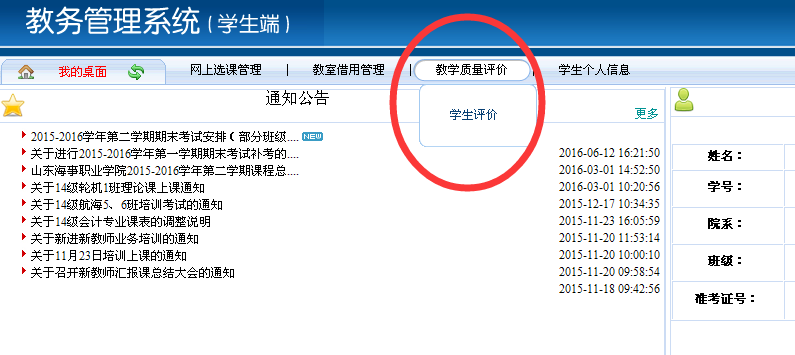 教务管理系统(学生端)
我的桌面 网上选课管理 | 教室借用管理 | 教学质量评价 | 学生个人信息
学生评价
通知公告
更多
2015-2016学年第二学期期末考试安排(部分班级.... NEW 2016-06-12 16:21:50
关于进行2015-2016学年第一学期期末考试补考的.... 2016-03-01 14:52:50
山东海事职业学院2015-2016学年第二学期课程总.... 2016-03-01 10:20:56
关于14级轮机1班理论课上课通知 2015-12-17 10:34:35
关于14级航海5、6班培训考试的通知 2015-11-23 16:05:59
关于14级会计专业课表的调整说明 2015-11-20 11:53:14
关于新进新教师业务培训的通知 2015-11-20 10:00:10
关于11月23日培训上课的通知 2015-11-20 09:58:54
关于召开新教师汇报课总结大会的通知 2015-11-18 09:42:56
姓名：
学号：
院系：
班级：
准考证号：